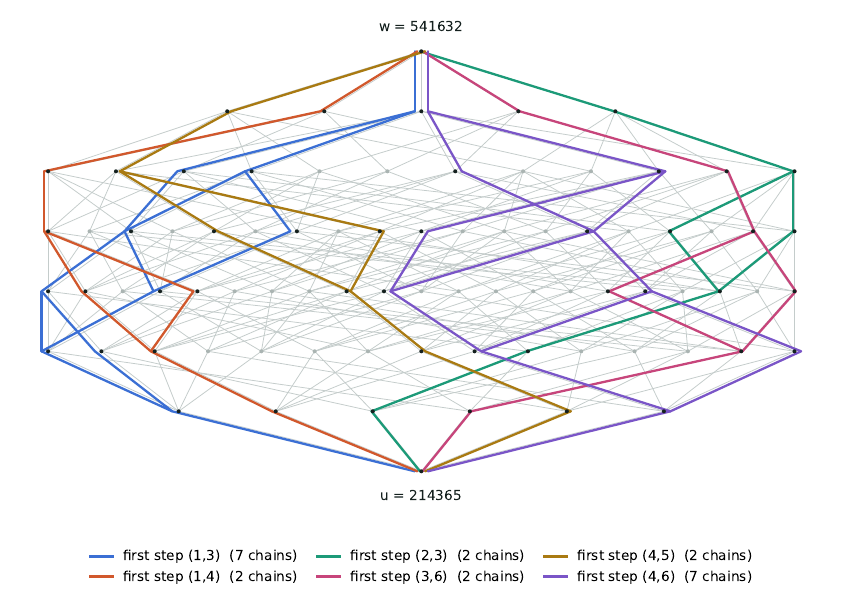 w = 541632
u = 214365
first step (1,3)  (7 chains)  first step (2,3)  (2 chains)  first step (4,5)  (2 chains)
first step (1,4)  (2 chains)  first step (3,6)  (2 chains)  first step (4,6)  (7 chains)